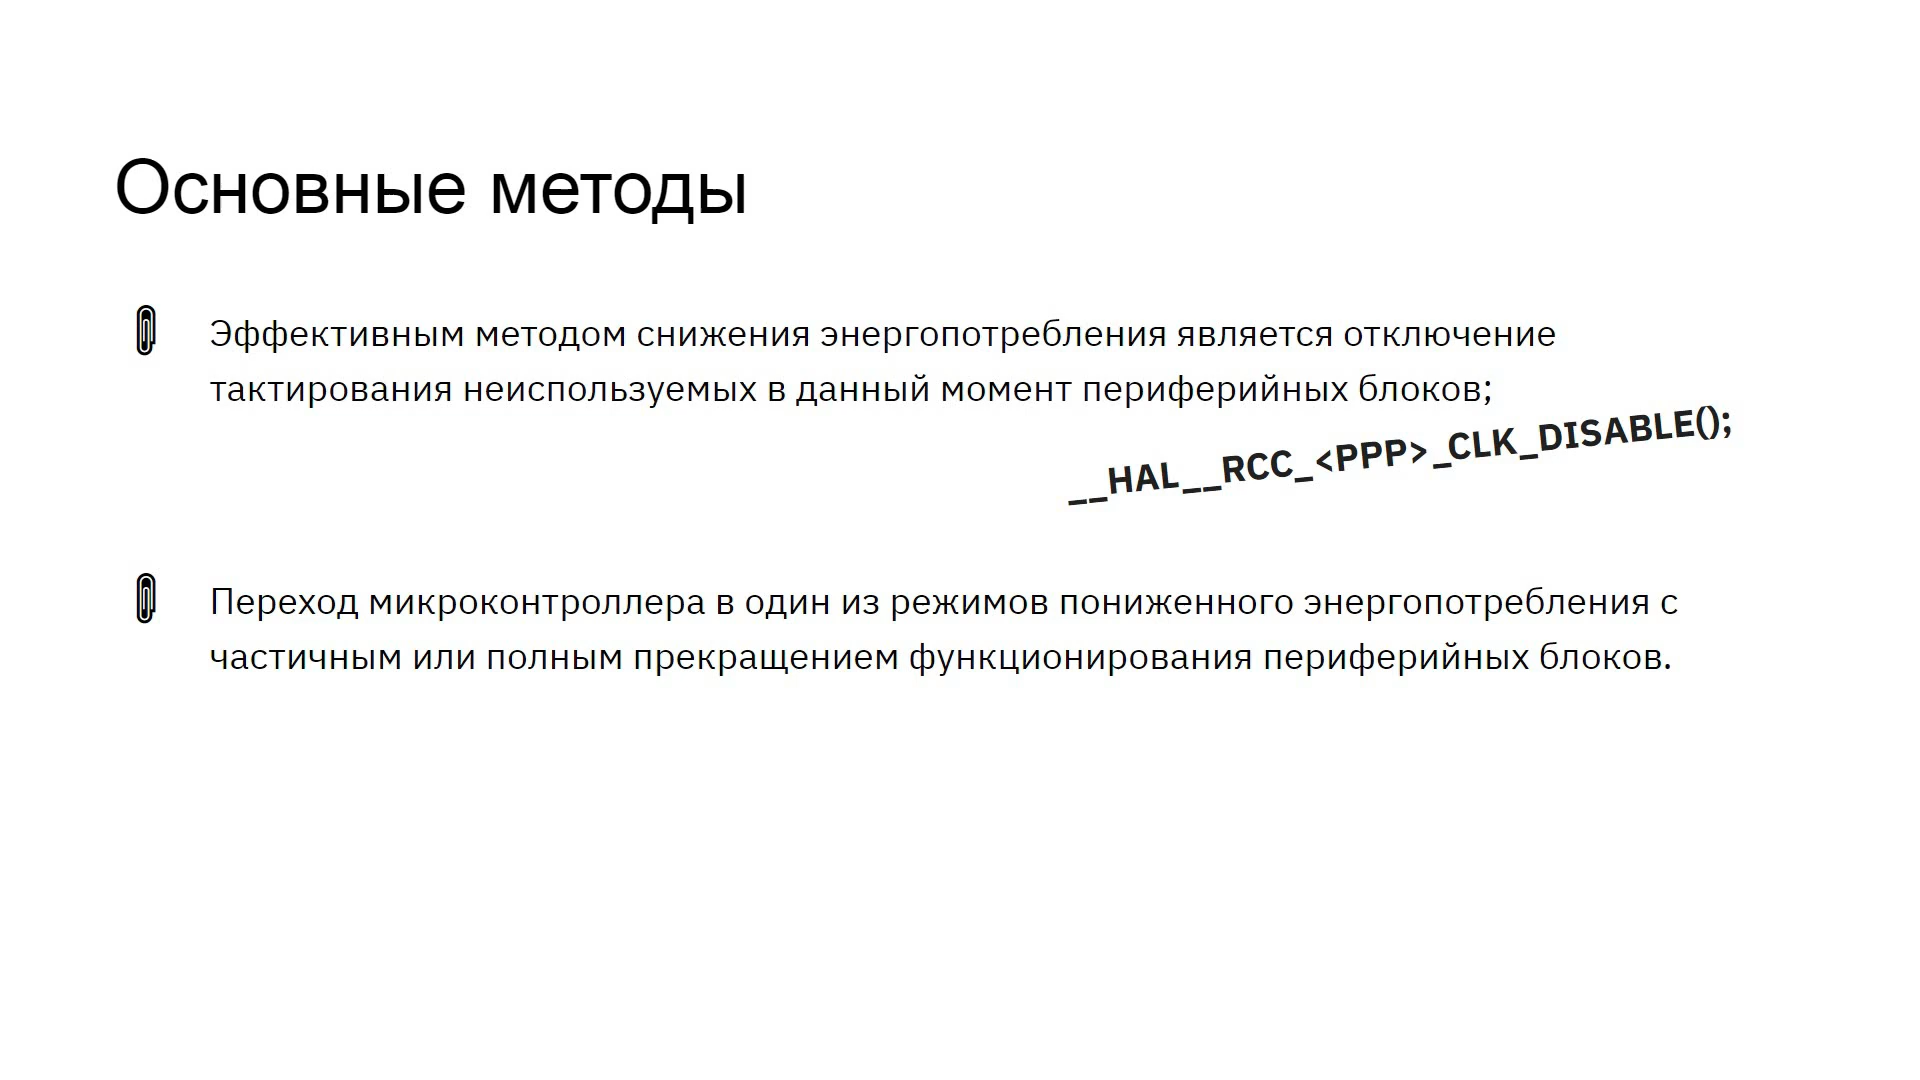 Основные методы
Эффективным методом снижения энергопотребления является отключение
тактирования неиспользуемых в данный момент периферийных блоков;
__HAL__RCC_<PPP>_CLK_DISABLE();
Переход микроконтроллера в один из режимов пониженного энергопотребления с
частичным или полным прекращением функционирования периферийных блоков.